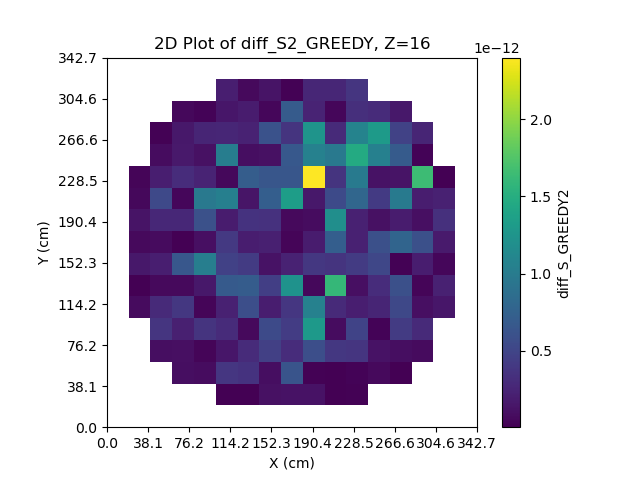 2D Plot of diff_S2_GREEDY, Z=16
1e−12
342.7
304.6
266.6
228.5
190.4
152.3
114.2
76.2
38.1
0.0
Y (cm)
0.0 38.1 76.2 114.2 152.3 190.4 228.5 266.6 304.6 342.7
X (cm)
2.0
1.5
1.0
0.5
diff_S_GREEDY2